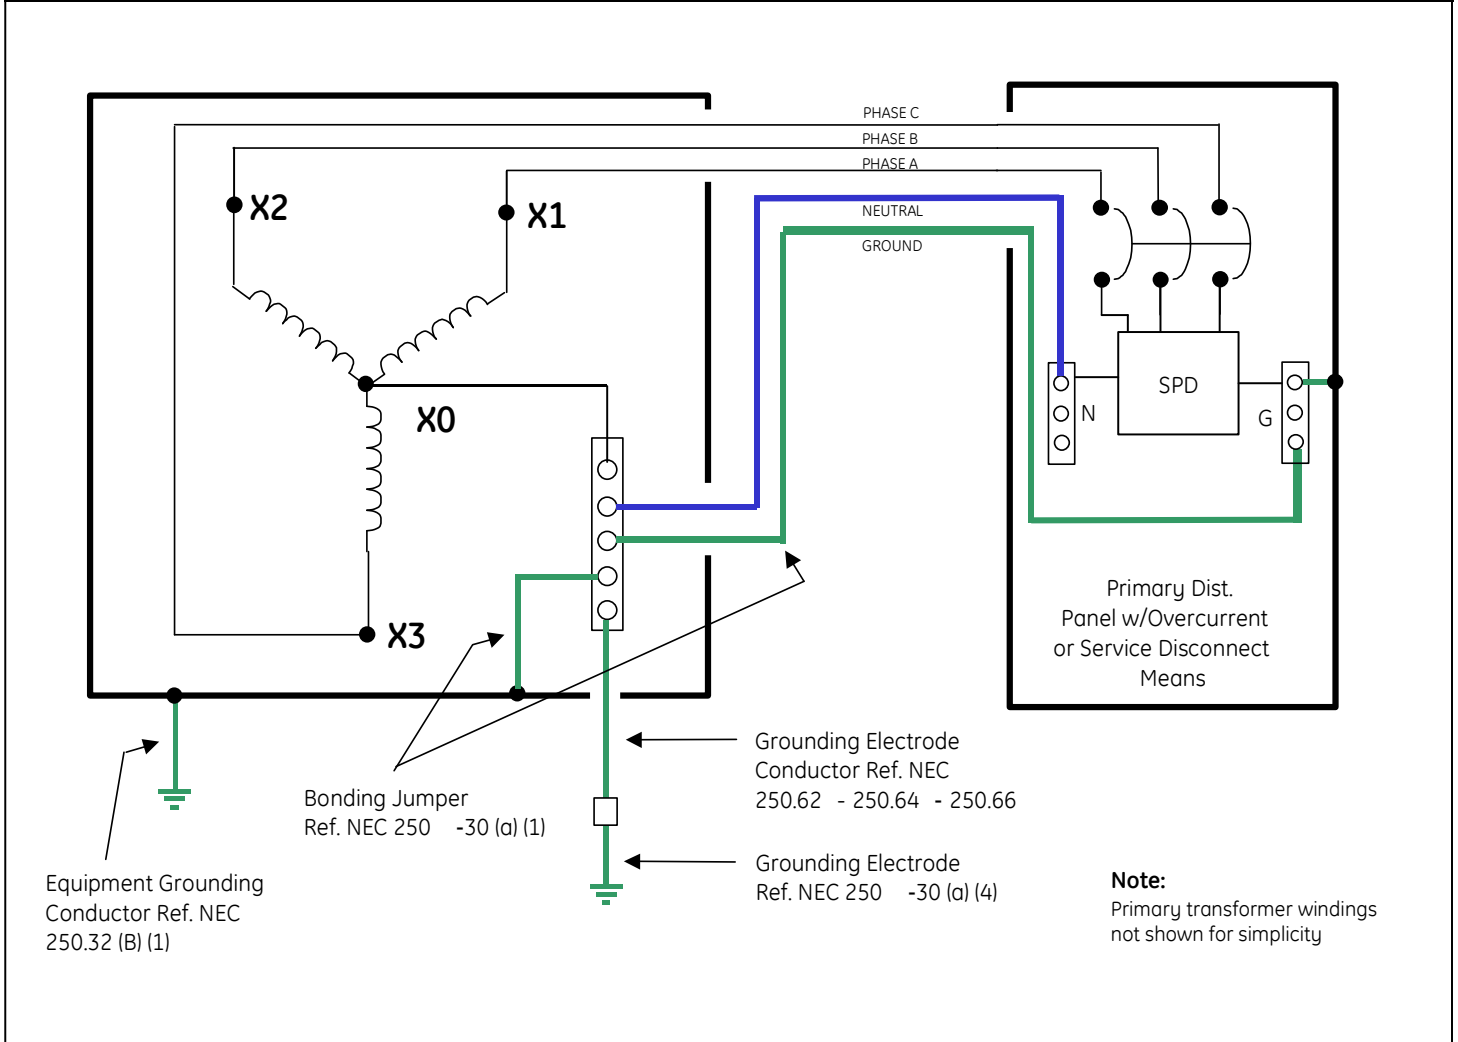 PHASE C
PHASE B
PHASE A
NEUTRAL
GROUND
X2
X1
X0
X3
N
SPD
G
Primary Dist.
Panel w/Overcurrent
or Service Disconnect
Means
Grounding Electrode
Conductor Ref. NEC
250.62 - 250.64 - 250.66
Bonding Jumper
Ref. NEC 250 -30 (a) (1)
Grounding Electrode
Ref. NEC 250 -30 (a) (4)
Equipment Grounding
Conductor Ref. NEC
250.32 (B) (1)
Note:
Primary transformer windings
not shown for simplicity